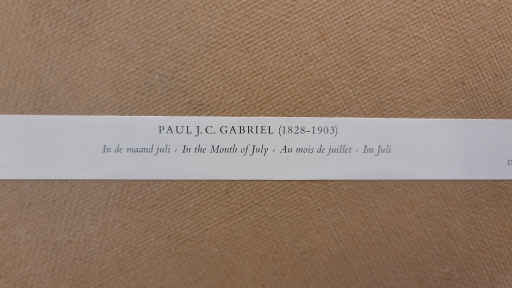 PAUL J. C. GABRIEL (1828-1903)
In de maand juli · In the Month of July · Au mois de juillet · Im Juli